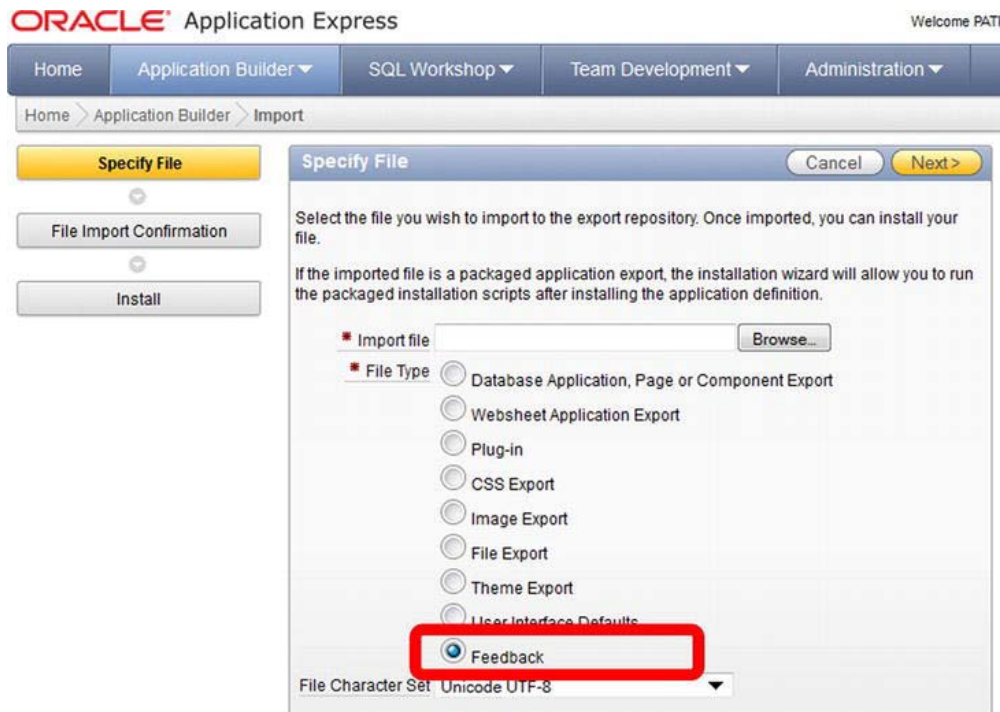 ORACLE Application Express
Welcome
Home Application Builder SQL Workshop Team Development Administration
Home Application Builder Import
Specify File
File Import Confirmation
Install
Specify File Cancel Next >
Select the file you wish to import to the export repository. Once imported, you can install your
file.
If the imported file is a packaged application export, the installation wizard will allow you to run
the packaged installation scripts after installing the application definition.
* Import file Browse...
* File Type
Database Application, Page or Component Export
Websheet Application Export
Plug-in
CSS Export
Image Export
File Export
Theme Export
User Interface Defaults
Feedback
File Character Set Unicode UTF-8